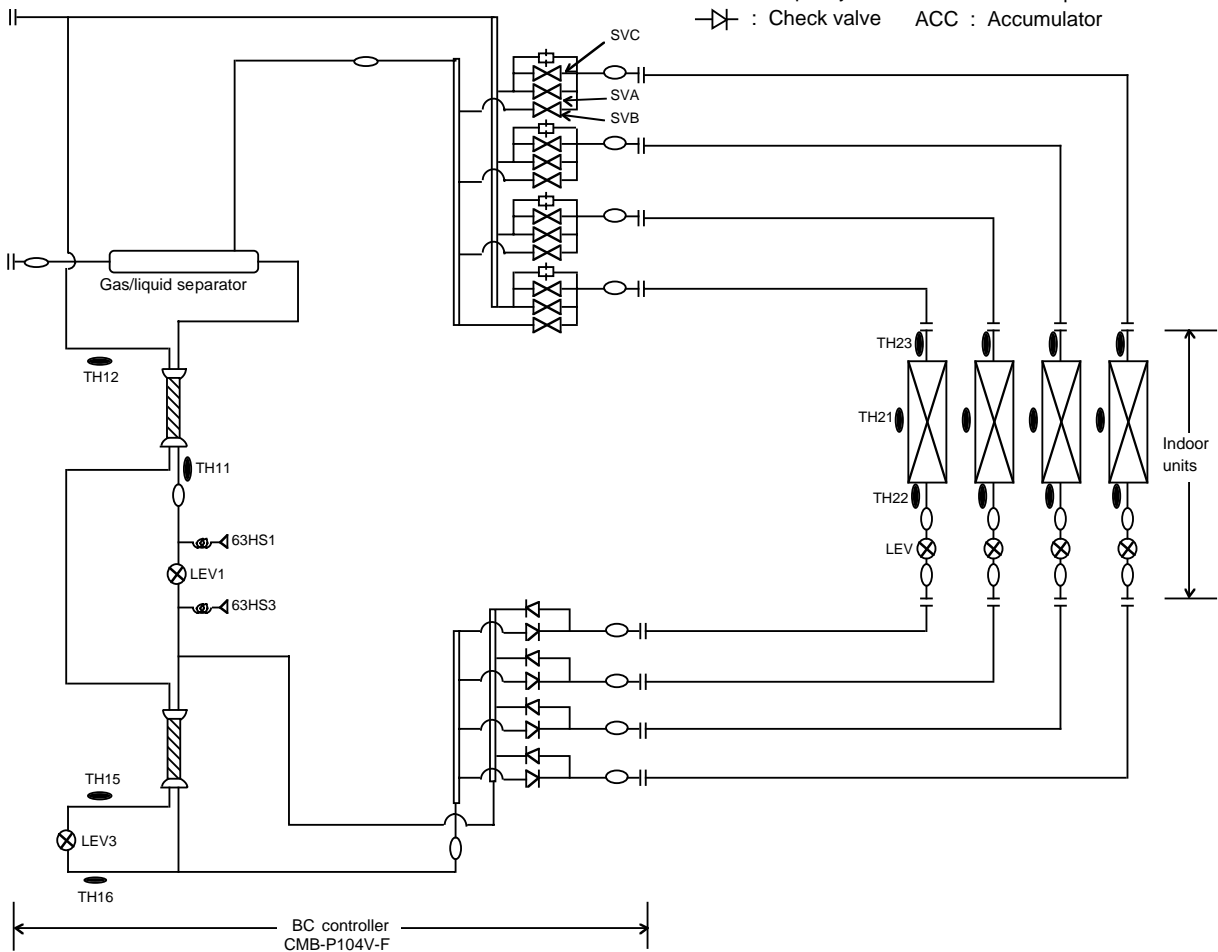 : Check valve ACC : Accumulator
SVC
SVA
SVB
Gas/liquid separator
TH12
TH23
TH11
TH21
Indoor
units
TH22
63HS1
LEV
LEV1
63HS3
TH15
LEV3
TH16
BC controller
CMB-P104V-F